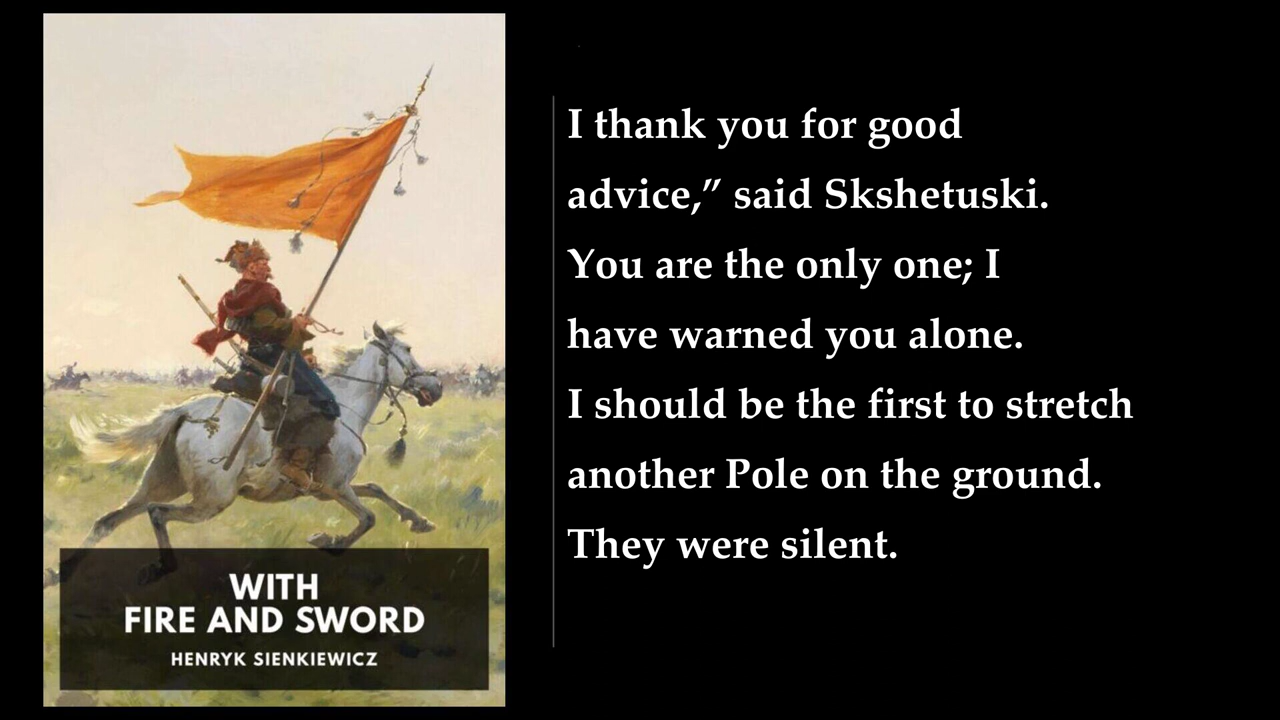 WITH
FIRE AND SWORD
HENRYK SIENKIEWICZ
I thank you for good
advice,” said Skshetuski.
You are the only one; I
have warned you alone.
I should be the first to stretch
another Pole on the ground.
They were silent.